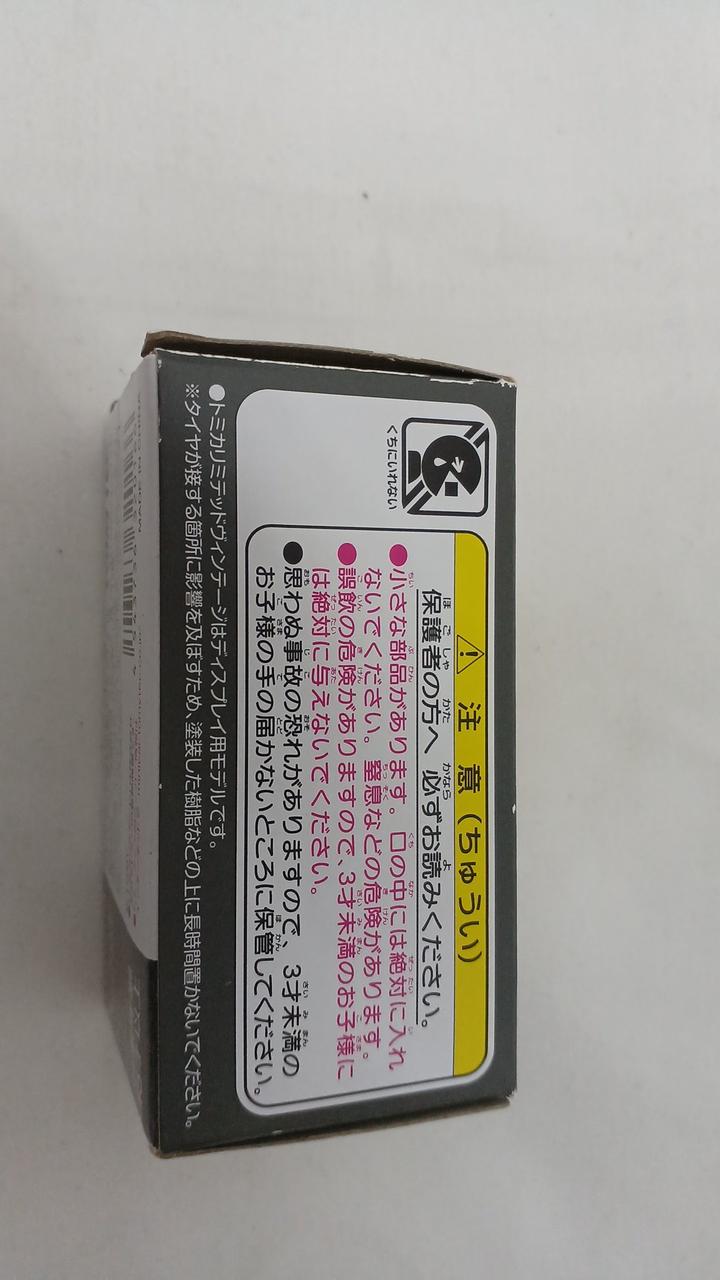 くちにいれない
⚠ 注意(ちゅうい)
保護者の方へ 必ずお読みください。
●小さな部品があります。口の中には絶対に入れ
ないでください。窒息などの危険があります。
●誤飲の危険がありますので、3才未満のお子様に
は絶対に与えないでください。
●思わぬ事故の恐れがありますので、3才未満の
お子様の手の届かないところに保管してください。
●トミカリミテッドヴィンテージはディスプレイ用モデルです。
※タイヤが接する箇所に影響を及ぼすため、塗装した樹脂などの上に長時間置かないでください。